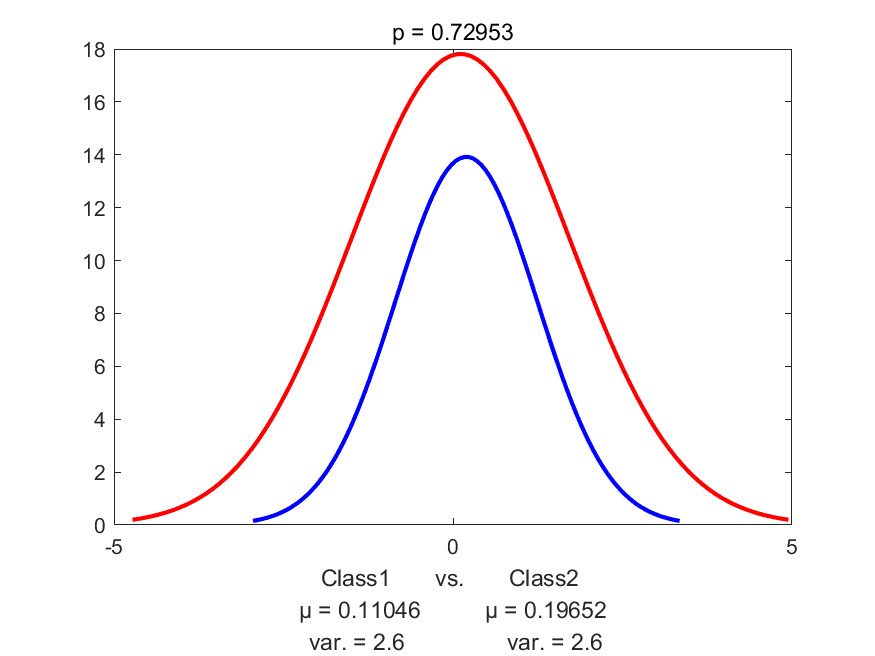 p = 0.72953
18
16
14
12
10
8
6
4
2
0
-5 0 5
Class1 vs. Class2
μ = 0.11046 μ = 0.19652
var. = 2.6 var. = 2.6